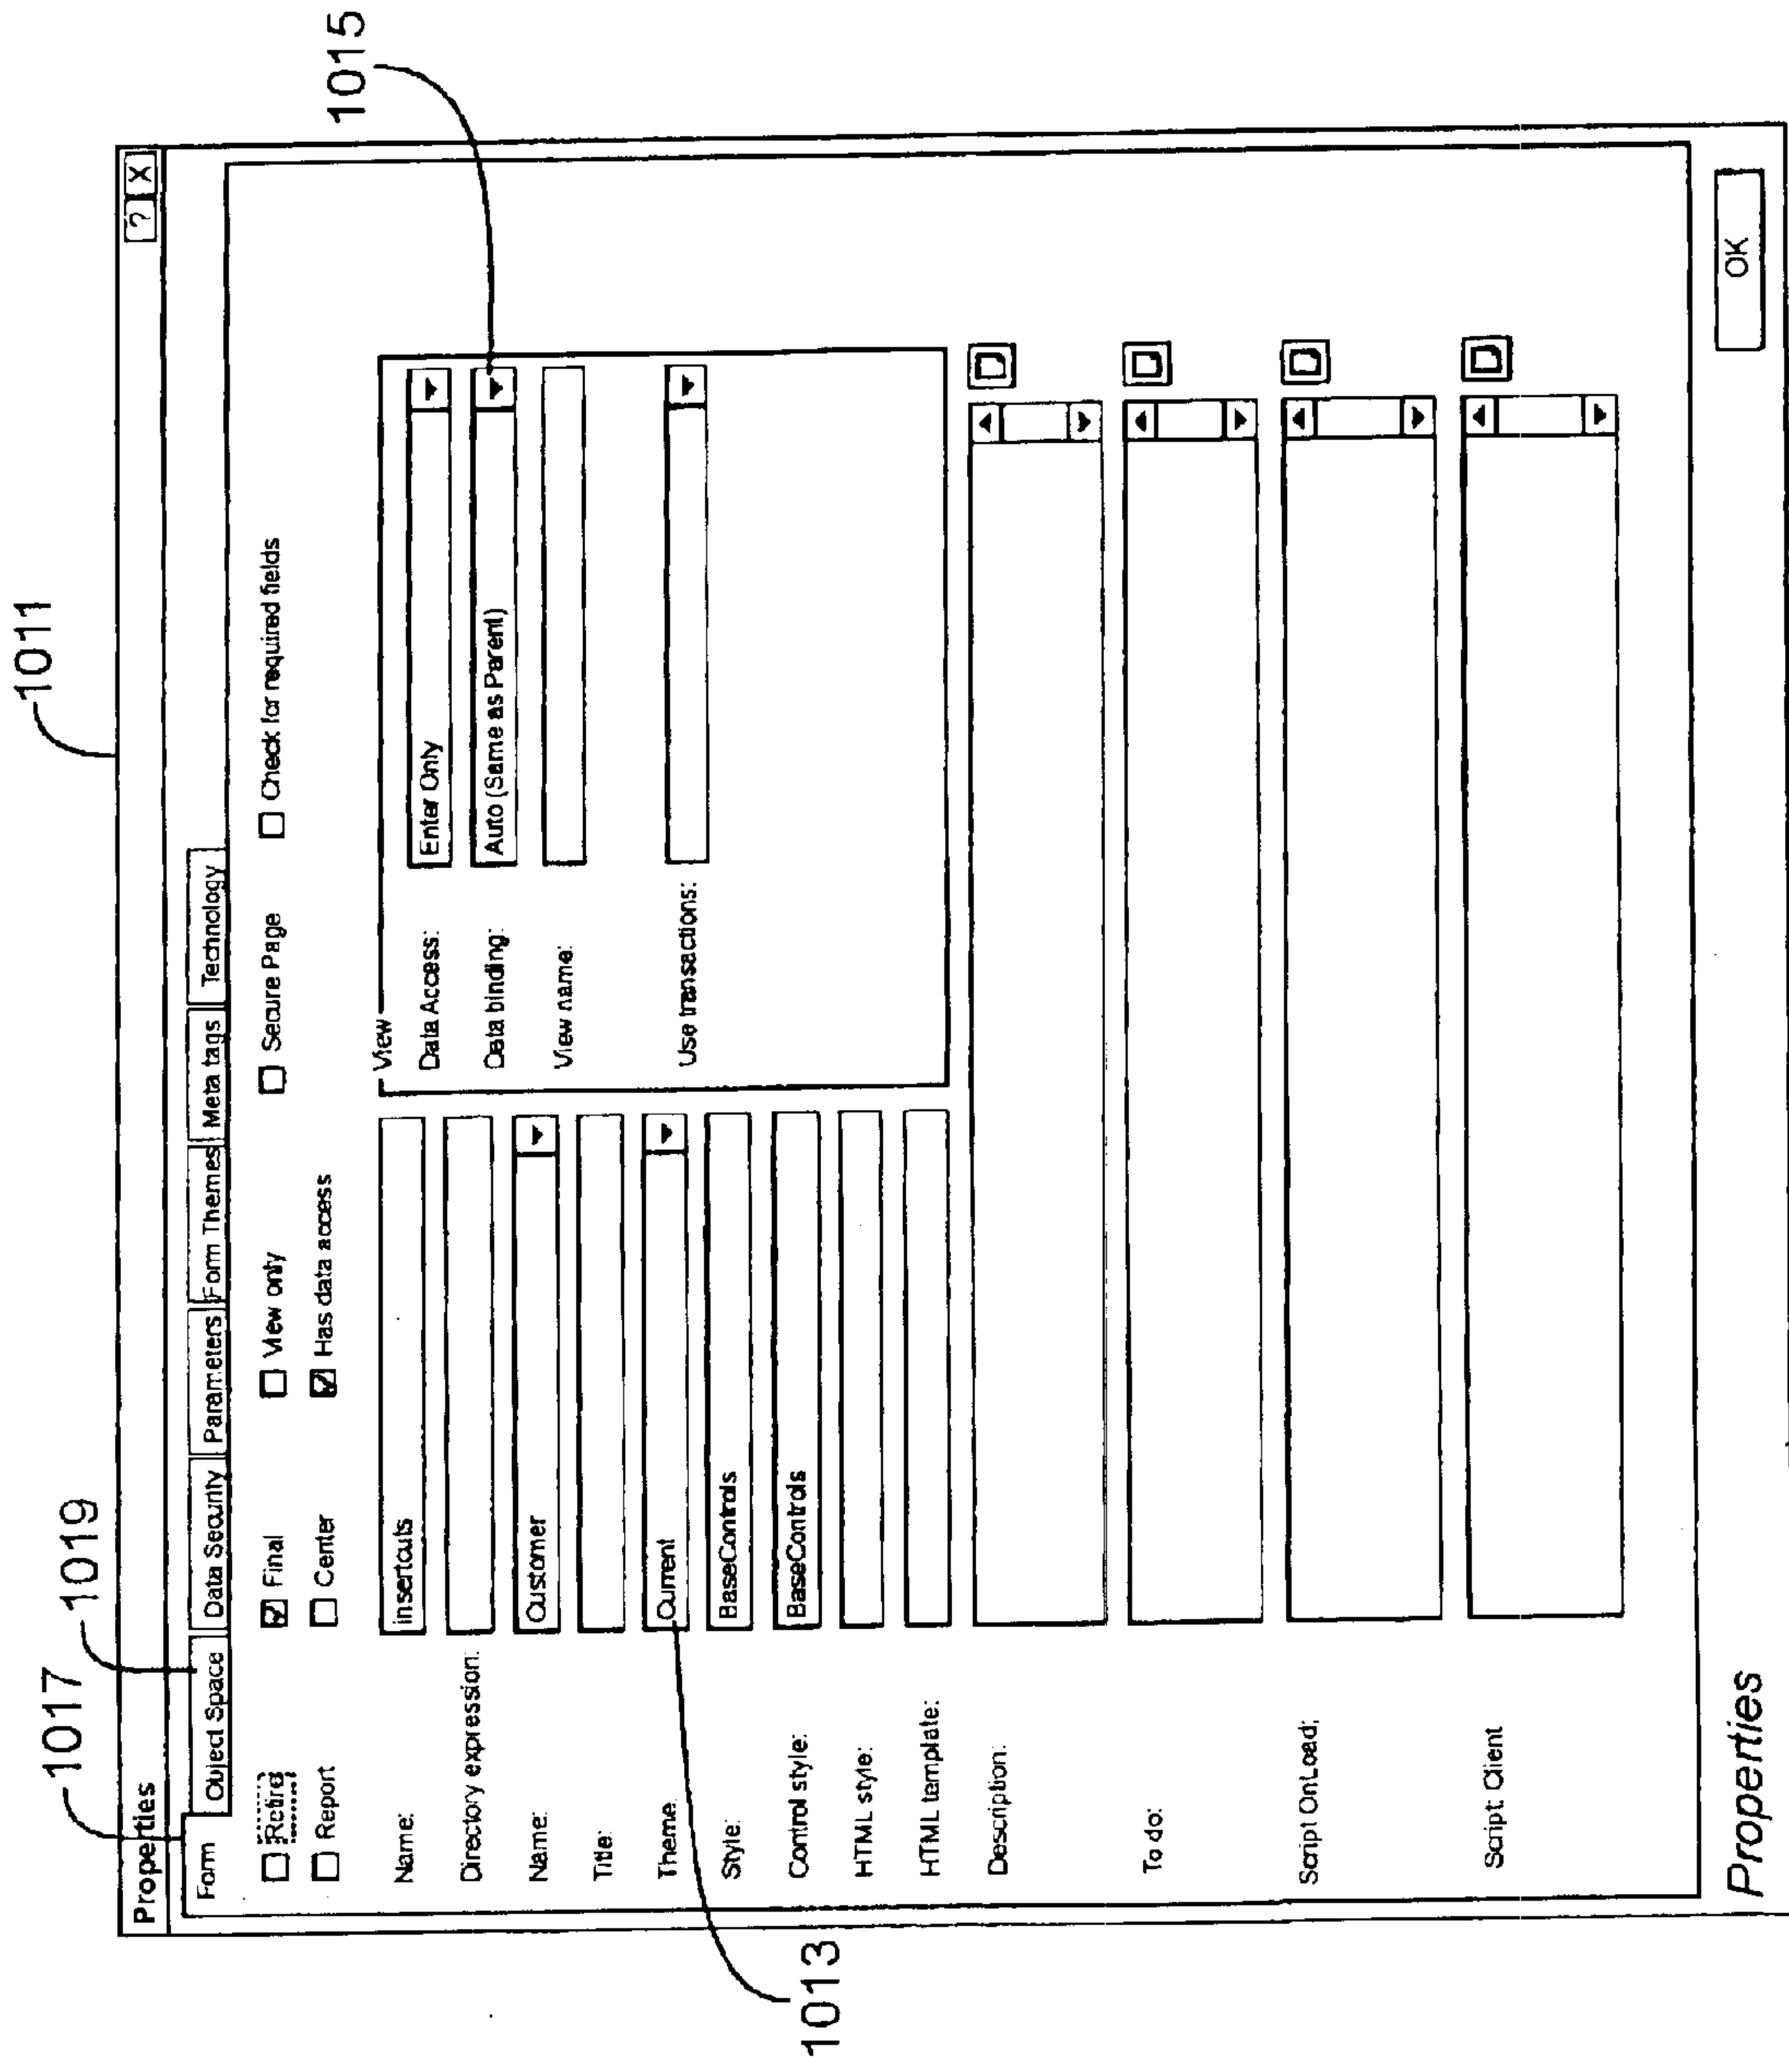 1011
1017
1019
1015
1013
Properties
? X
Form
Object Space
Data Security
Parameters
Form Themes
Meta tags
Technology
Retire
Final
View only
Secure Page
Check for required fields
Report
Center
Has data access
Name: insertcuts
Directory expression:
Name: Customer
Title:
Theme: Current
Style: BaseControls
Control style: BaseControls
HTML style:
HTML template:
View
Data Access: Enter Only
Data binding: Auto (Same as Parent)
View name:
Use transactions:
Description:
To do:
Script OnLoad;
Script: Client
OK
Properties